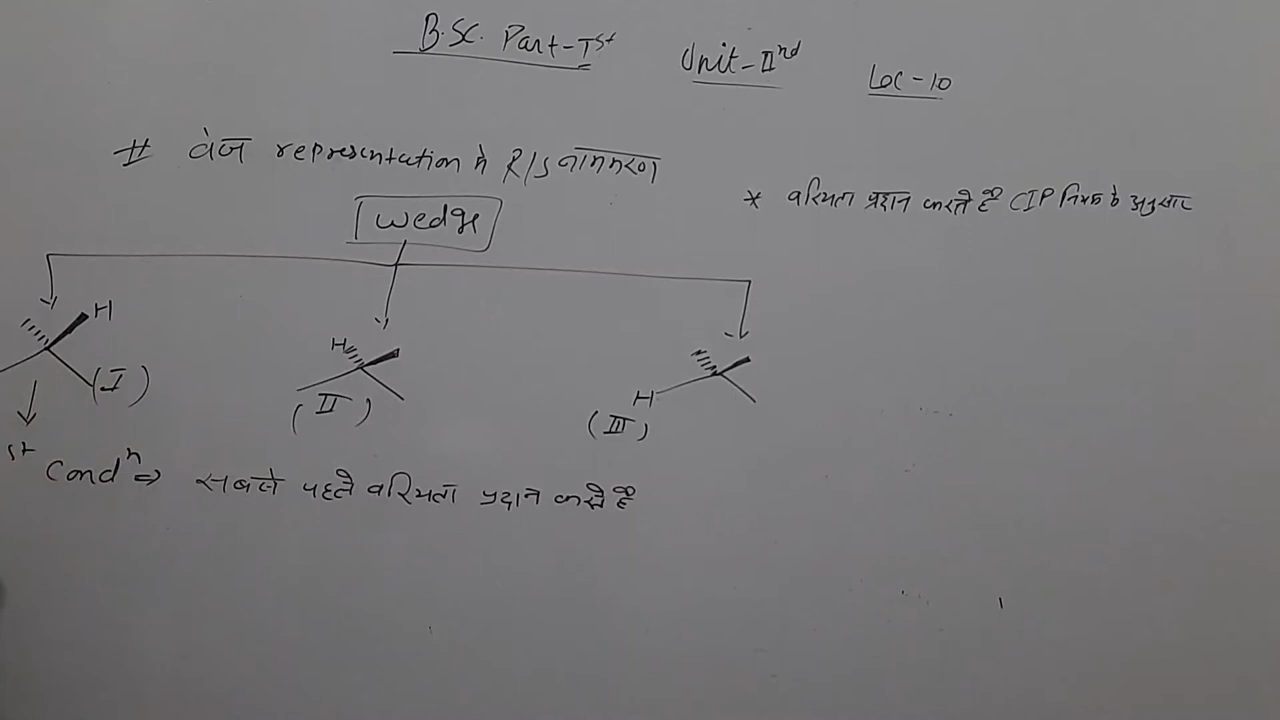 B.SC. Part-Ist Unit-IInd Lec-10
# वेज representation में R/S नामकरण
* वरियता प्रदान करते हैं CIP नियम के अनुसार
Wedge
H
H
H
(I)
(II)
(III)
st Condn ⇒ सबसे पहले वरियता प्रदान करते हैं